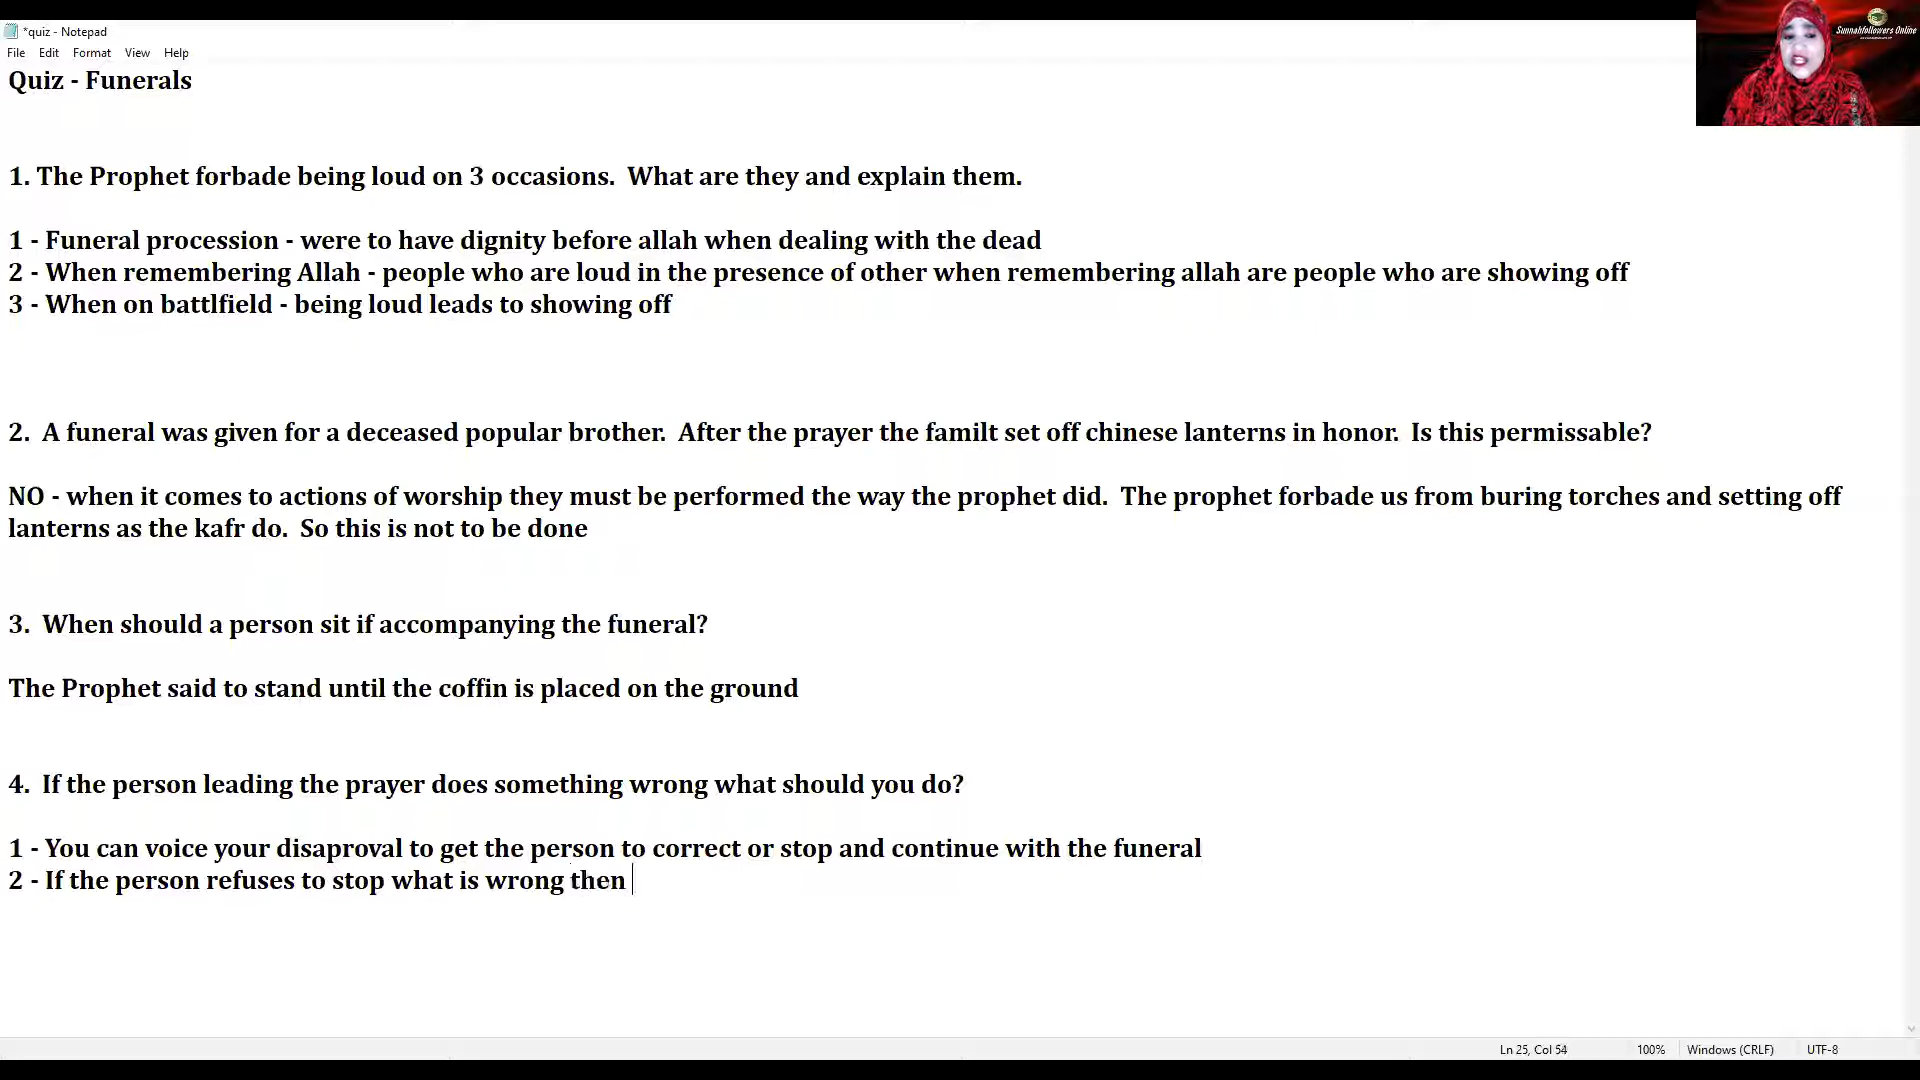 *quiz - Notepad
File Edit Format View Help
Sunnahfollowers Online
Quiz - Funerals
1. The Prophet forbade being loud on 3 occasions.  What are they and explain them.
1 - Funeral procession - were to have dignity before allah when dealing with the dead
2 - When remembering Allah - people who are loud in the presence of other when remembering allah are people who are showing off
3 - When on battlfield - being loud leads to showing off
2.  A funeral was given for a deceased popular brother.  After the prayer the familt set off chinese lanterns in honor.  Is this permissable?
NO - when it comes to actions of worship they must be performed the way the prophet did.  The prophet forbade us from buring torches and setting off
lanterns as the kafr do.  So this is not to be done
3.  When should a person sit if accompanying the funeral?
The Prophet said to stand until the coffin is placed on the ground
4.  If the person leading the prayer does something wrong what should you do?
1 - You can voice your disaproval to get the person to correct or stop and continue with the funeral
2 - If the person refuses to stop what is wrong then
Ln 25, Col 54 100% Windows (CRLF) UTF-8